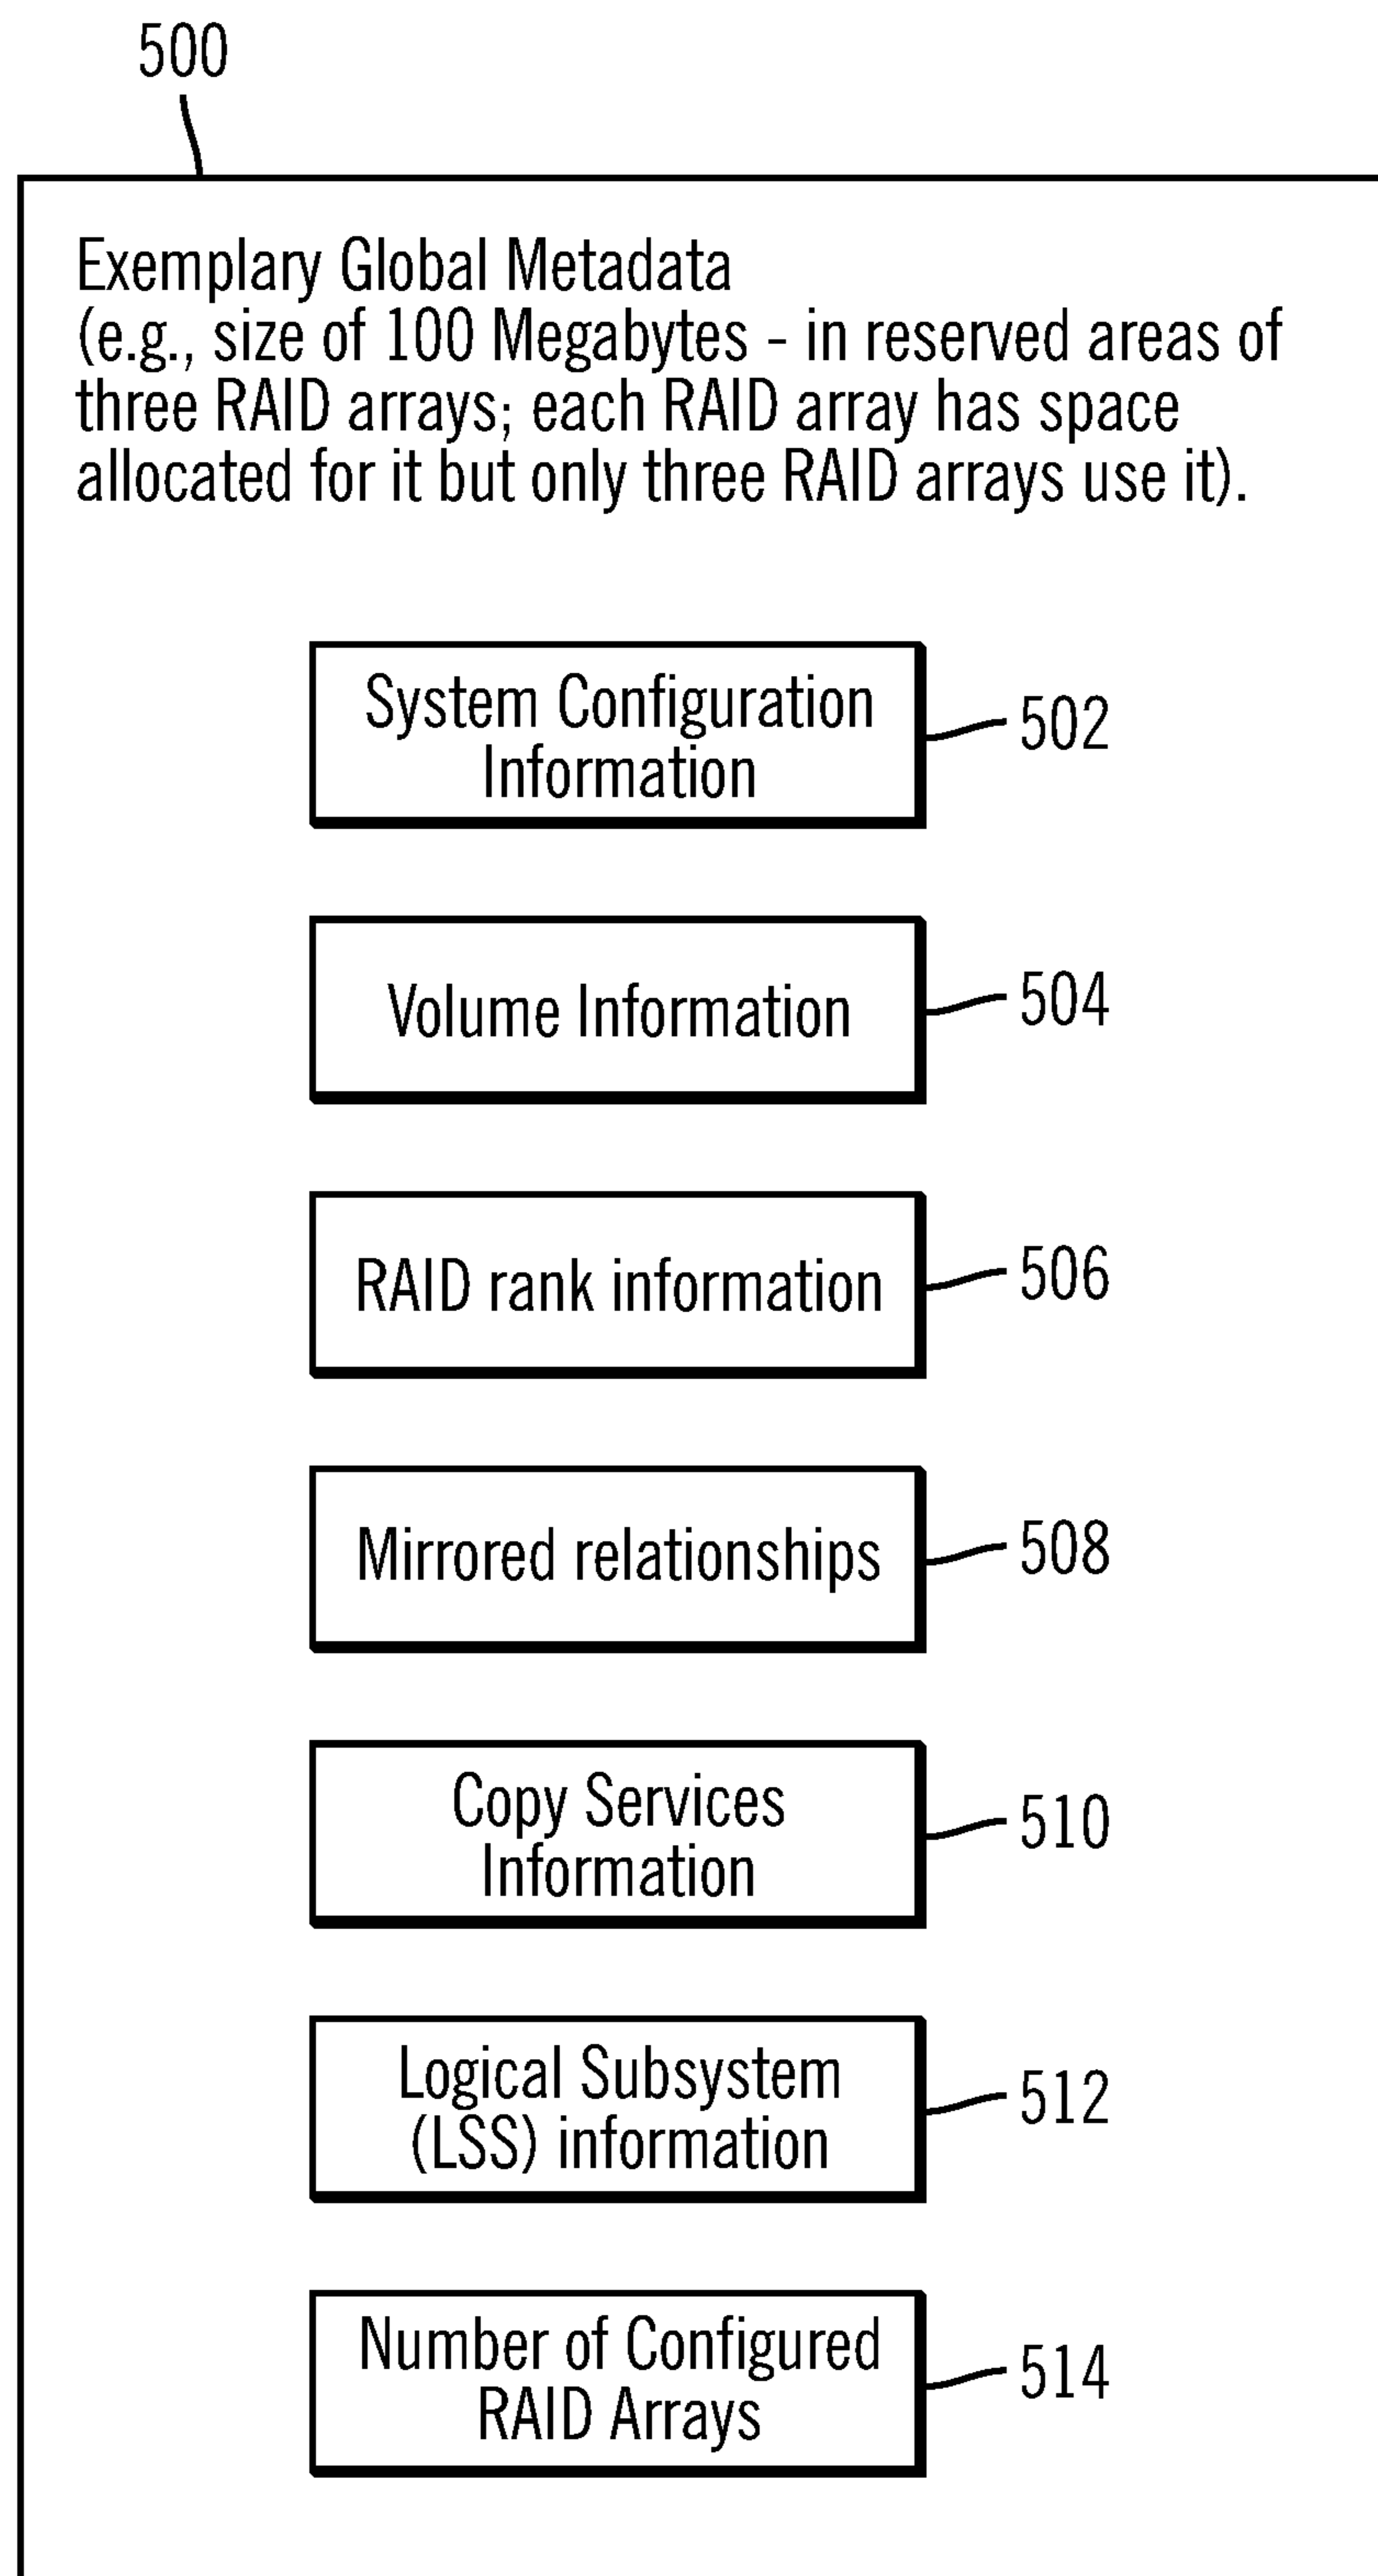 500
Exemplary Global Metadata
(e.g., size of 100 Megabytes - in reserved areas of
three RAID arrays; each RAID array has space
allocated for it but only three RAID arrays use it).
System Configuration
Information
502
Volume Information
504
RAID rank information
506
Mirrored relationships
508
Copy Services
Information
510
Logical Subsystem
(LSS) information
512
Number of Configured
RAID Arrays
514